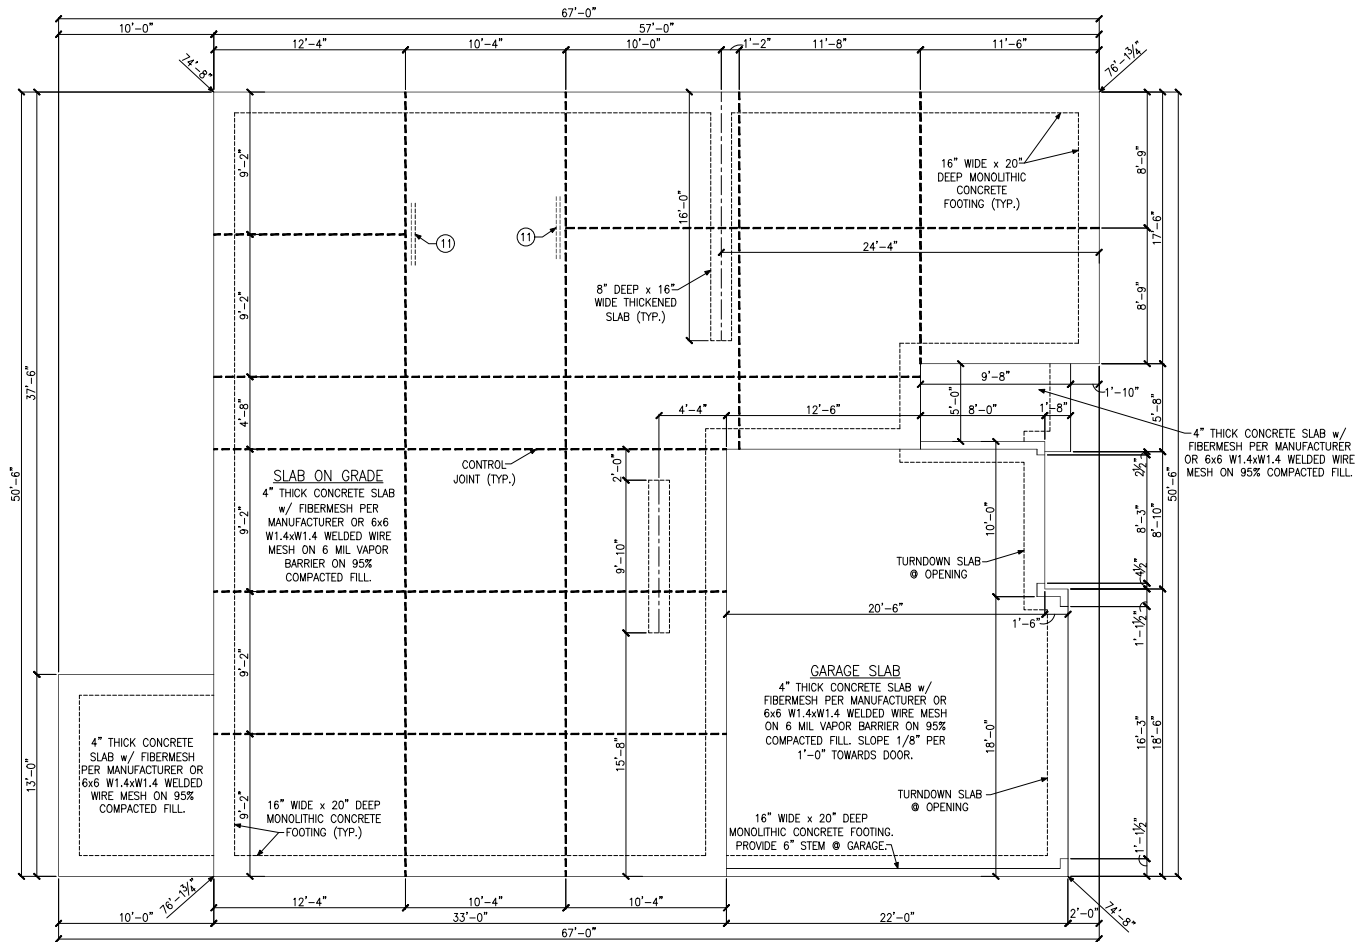 67'-0"
10'-0"
57'-0"
12'-4"
10'-4"
10'-0"
1'-2"
11'-8"
11'-6"
74'-8"
76'-1¾"
9'-2"
16'-0"
16" WIDE x 20"
DEEP MONOLITHIC
CONCRETE
FOOTING (TYP.)
8'-9"
17'-6"
11
11
24'-4"
8" DEEP x 16"
WIDE THICKENED
SLAB (TYP.)
9'-2"
8'-9"
37'-6"
50'-6"
4'-8"
9'-8"
1'-10"
5'-0"
5'-8"
4'-4"
12'-6"
8'-0"
1'-8"
4" THICK CONCRETE SLAB w/
FIBERMESH PER MANUFACTURER
OR 6x6 W1.4xW1.4 WELDED WIRE
MESH ON 95% COMPACTED FILL.
CONTROL
JOINT (TYP.)
2'-0"
2½"
50'-6"
SLAB ON GRADE
4" THICK CONCRETE SLAB
w/ FIBERMESH PER
MANUFACTURER OR 6x6
W1.4xW1.4 WELDED WIRE
MESH ON 6 MIL VAPOR
BARRIER ON 95%
COMPACTED FILL.
9'-2"
9'-10"
10'-0"
8'-3"
8'-10"
TURNDOWN SLAB
@ OPENING
4½"
20'-6"
1'-6"
1'-1½"
9'-2"
GARAGE SLAB
4" THICK CONCRETE SLAB w/
FIBERMESH PER MANUFACTURER OR
6x6 W1.4xW1.4 WELDED WIRE MESH
ON 6 MIL VAPOR BARRIER ON 95%
COMPACTED FILL. SLOPE 1/8" PER
1'-0" TOWARDS DOOR.
15'-8"
18'-0"
16'-3"
18'-6"
4" THICK CONCRETE
SLAB w/ FIBERMESH
PER MANUFACTURER OR
6x6 W1.4xW1.4 WELDED
WIRE MESH ON 95%
COMPACTED FILL.
13'-0"
9'-2"
16" WIDE x 20" DEEP
MONOLITHIC CONCRETE
FOOTING (TYP.)
TURNDOWN SLAB
@ OPENING
16" WIDE x 20" DEEP
MONOLITHIC CONCRETE FOOTING.
PROVIDE 6" STEM @ GARAGE.
1'-1½"
76'-1¾"
74'-8"
10'-0"
12'-4"
10'-4"
10'-4"
33'-0"
22'-0"
2'-0"
67'-0"